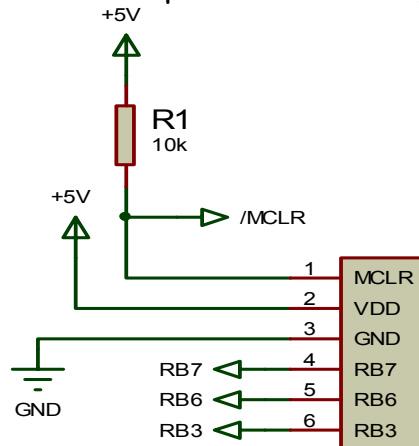 +5V
R1
10k
+5V
/MCLR
1 MCLR
2 VDD
3 GND
RB7 4 RB7
RB6 5 RB6
GND
RB3 6 RB3